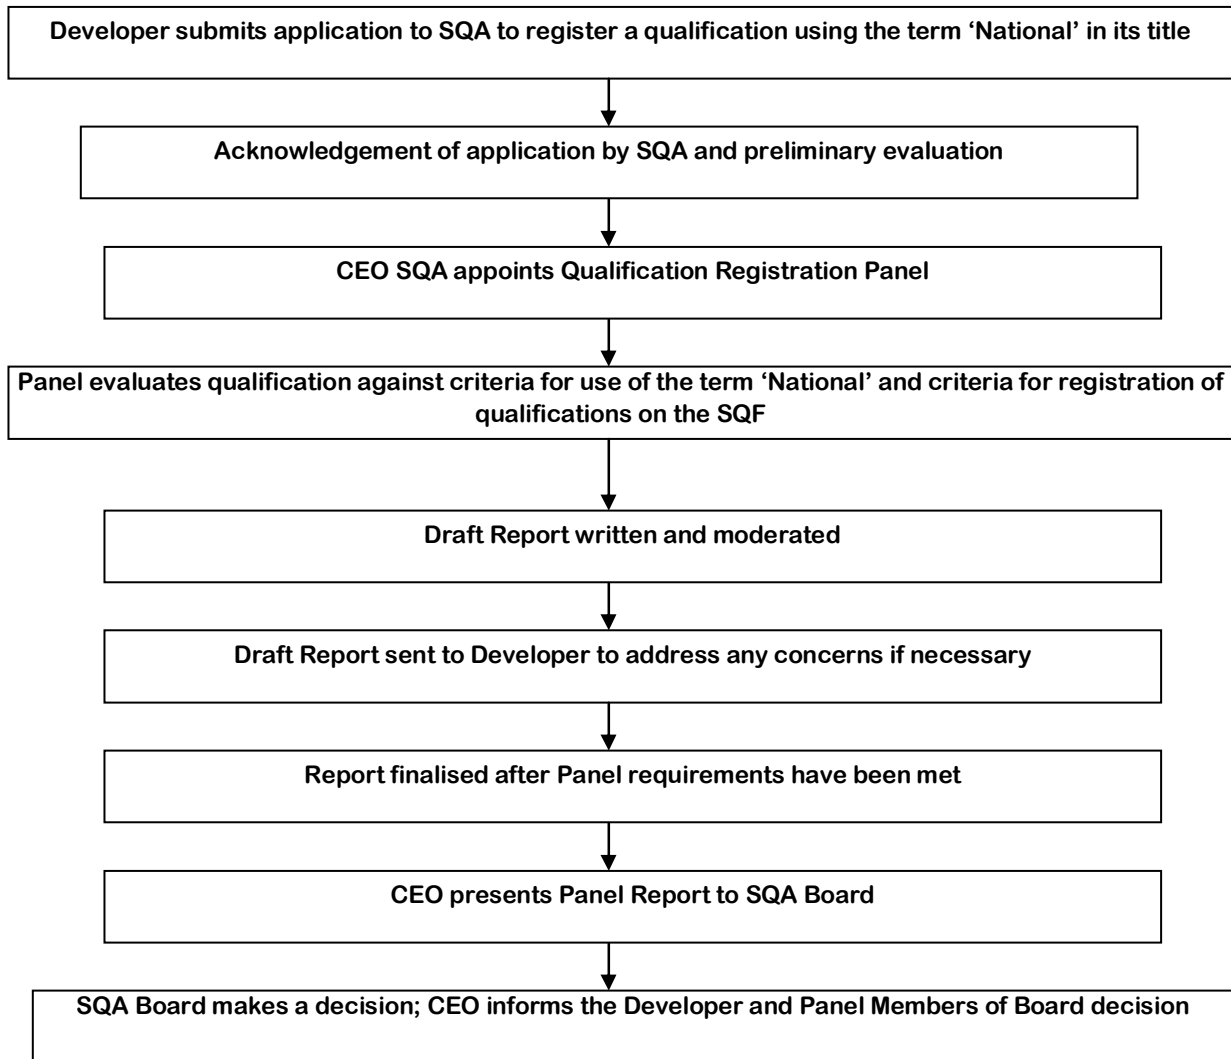 Developer submits application to SQA to register a qualification using the term ‘National’ in its title
Acknowledgement of application by SQA and preliminary evaluation
CEO SQA appoints Qualification Registration Panel
Panel evaluates qualification against criteria for use of the term ‘National’ and criteria for registration of
qualifications on the SQF
Draft Report written and moderated
Draft Report sent to Developer to address any concerns if necessary
Report finalised after Panel requirements have been met
CEO presents Panel Report to SQA Board
SQA Board makes a decision; CEO informs the Developer and Panel Members of Board decision